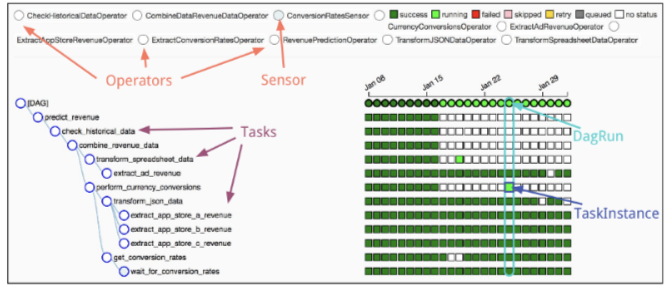 CheckHistoricalDataOperator CombineDataRevenueDataOperator ConversionRatesSensor success running failed skipped retry queued no status
CurrencyConversionsOperator ExtractAdRevenueOperator
ExtractAppStoreRevenueOperator ExtractConversionRatesOperator RevenuePredictionOperator TransformJSONDataOperator TransformSpreadsheetDataOperator
Operators Sensor
Jan 08 Jan 15 Jan 22 Jan 29
[DAG]
predict_revenue
check_historical_data
Tasks
DagRun
combine_revenue_data
transform_spreadsheet_data
extract_ad_revenue
perform_currency_conversions
transform_json_data
TaskInstance
extract_app_store_a_revenue
extract_app_store_b_revenue
extract_app_store_c_revenue
get_conversion_rates
wait_for_conversion_rates